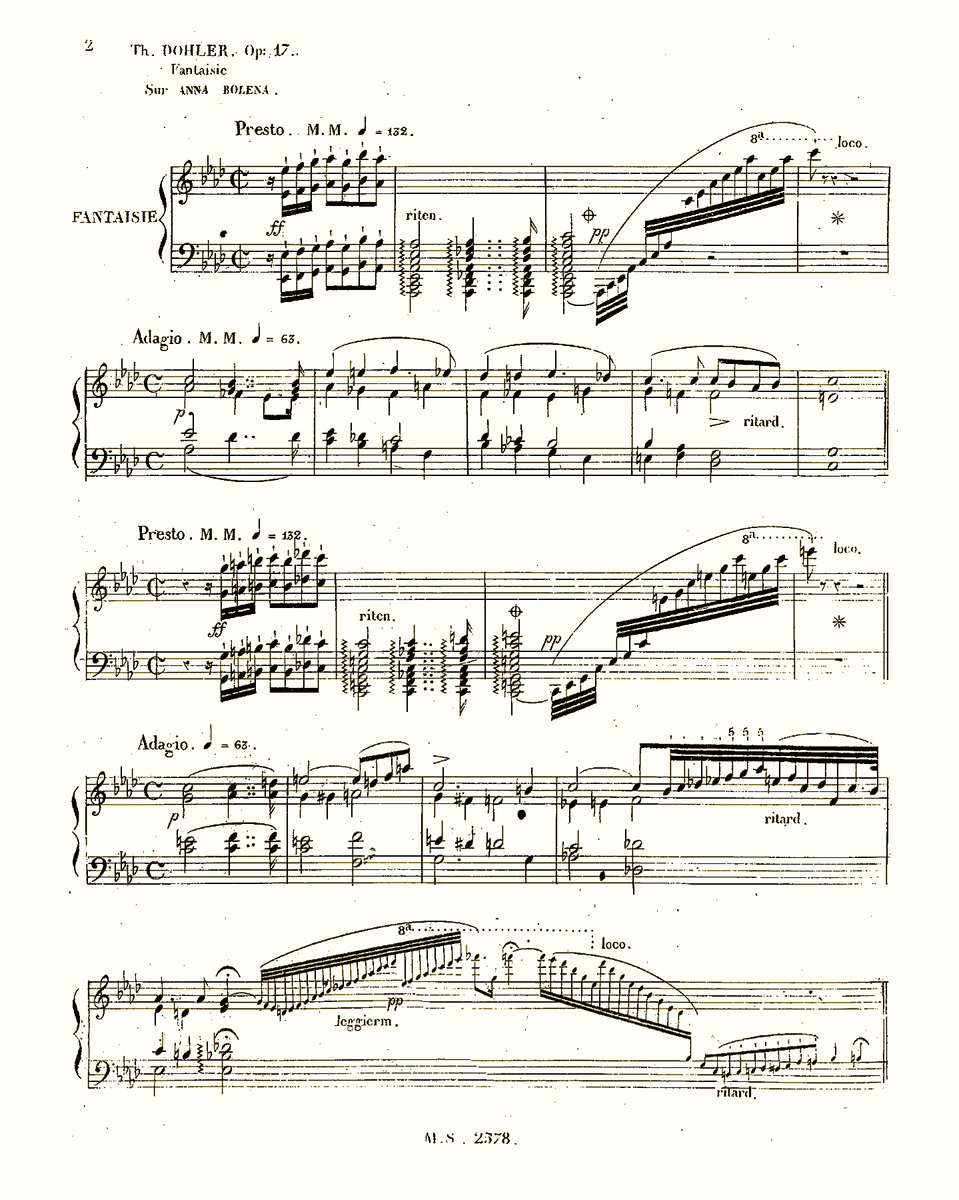 2
Th. DOHLER. Op: 17..
Fantaisie
Sur ANNA BOLENA.
Presto. M.M. ♩ = 132.
8ª
loco.
FANTAISIE
ff
riten.
pp
Adagio. M.M. ♩ = 63.
p
ritard.
Presto. M.M. ♩ = 132.
8ª
loco.
ff
riten.
pp
Adagio. ♩ = 63..
5 5 5
p
ritard.
8ª
loco.
pp
leggierm.
ritard.
M.S. 2578.